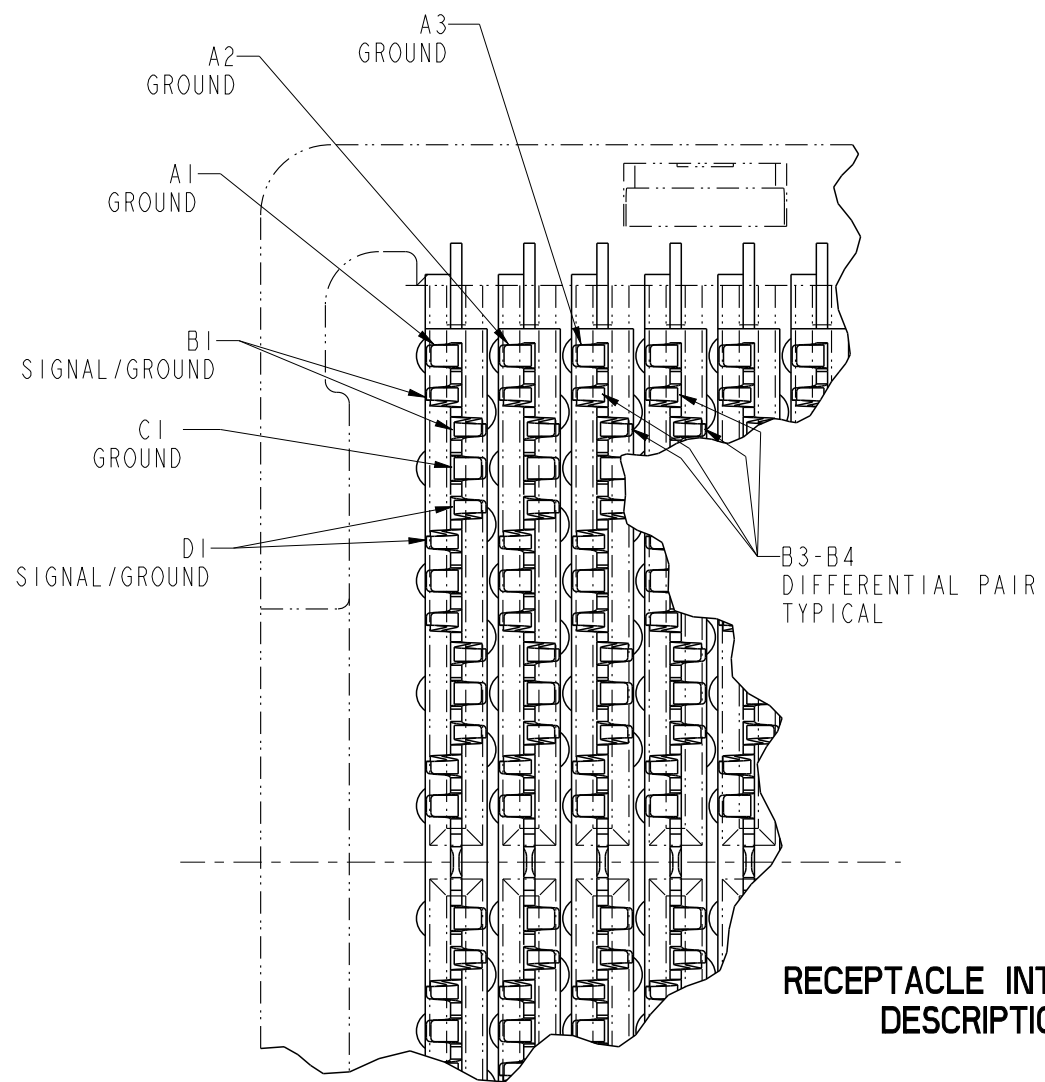 A3
GROUND
A2
GROUND
A1
GROUND
B1
SIGNAL/GROUND
C1
GROUND
D1
SIGNAL/GROUND
B3-B4
DIFFERENTIAL PAIR
TYPICAL
RECEPTACLE INT
DESCRIPTIO